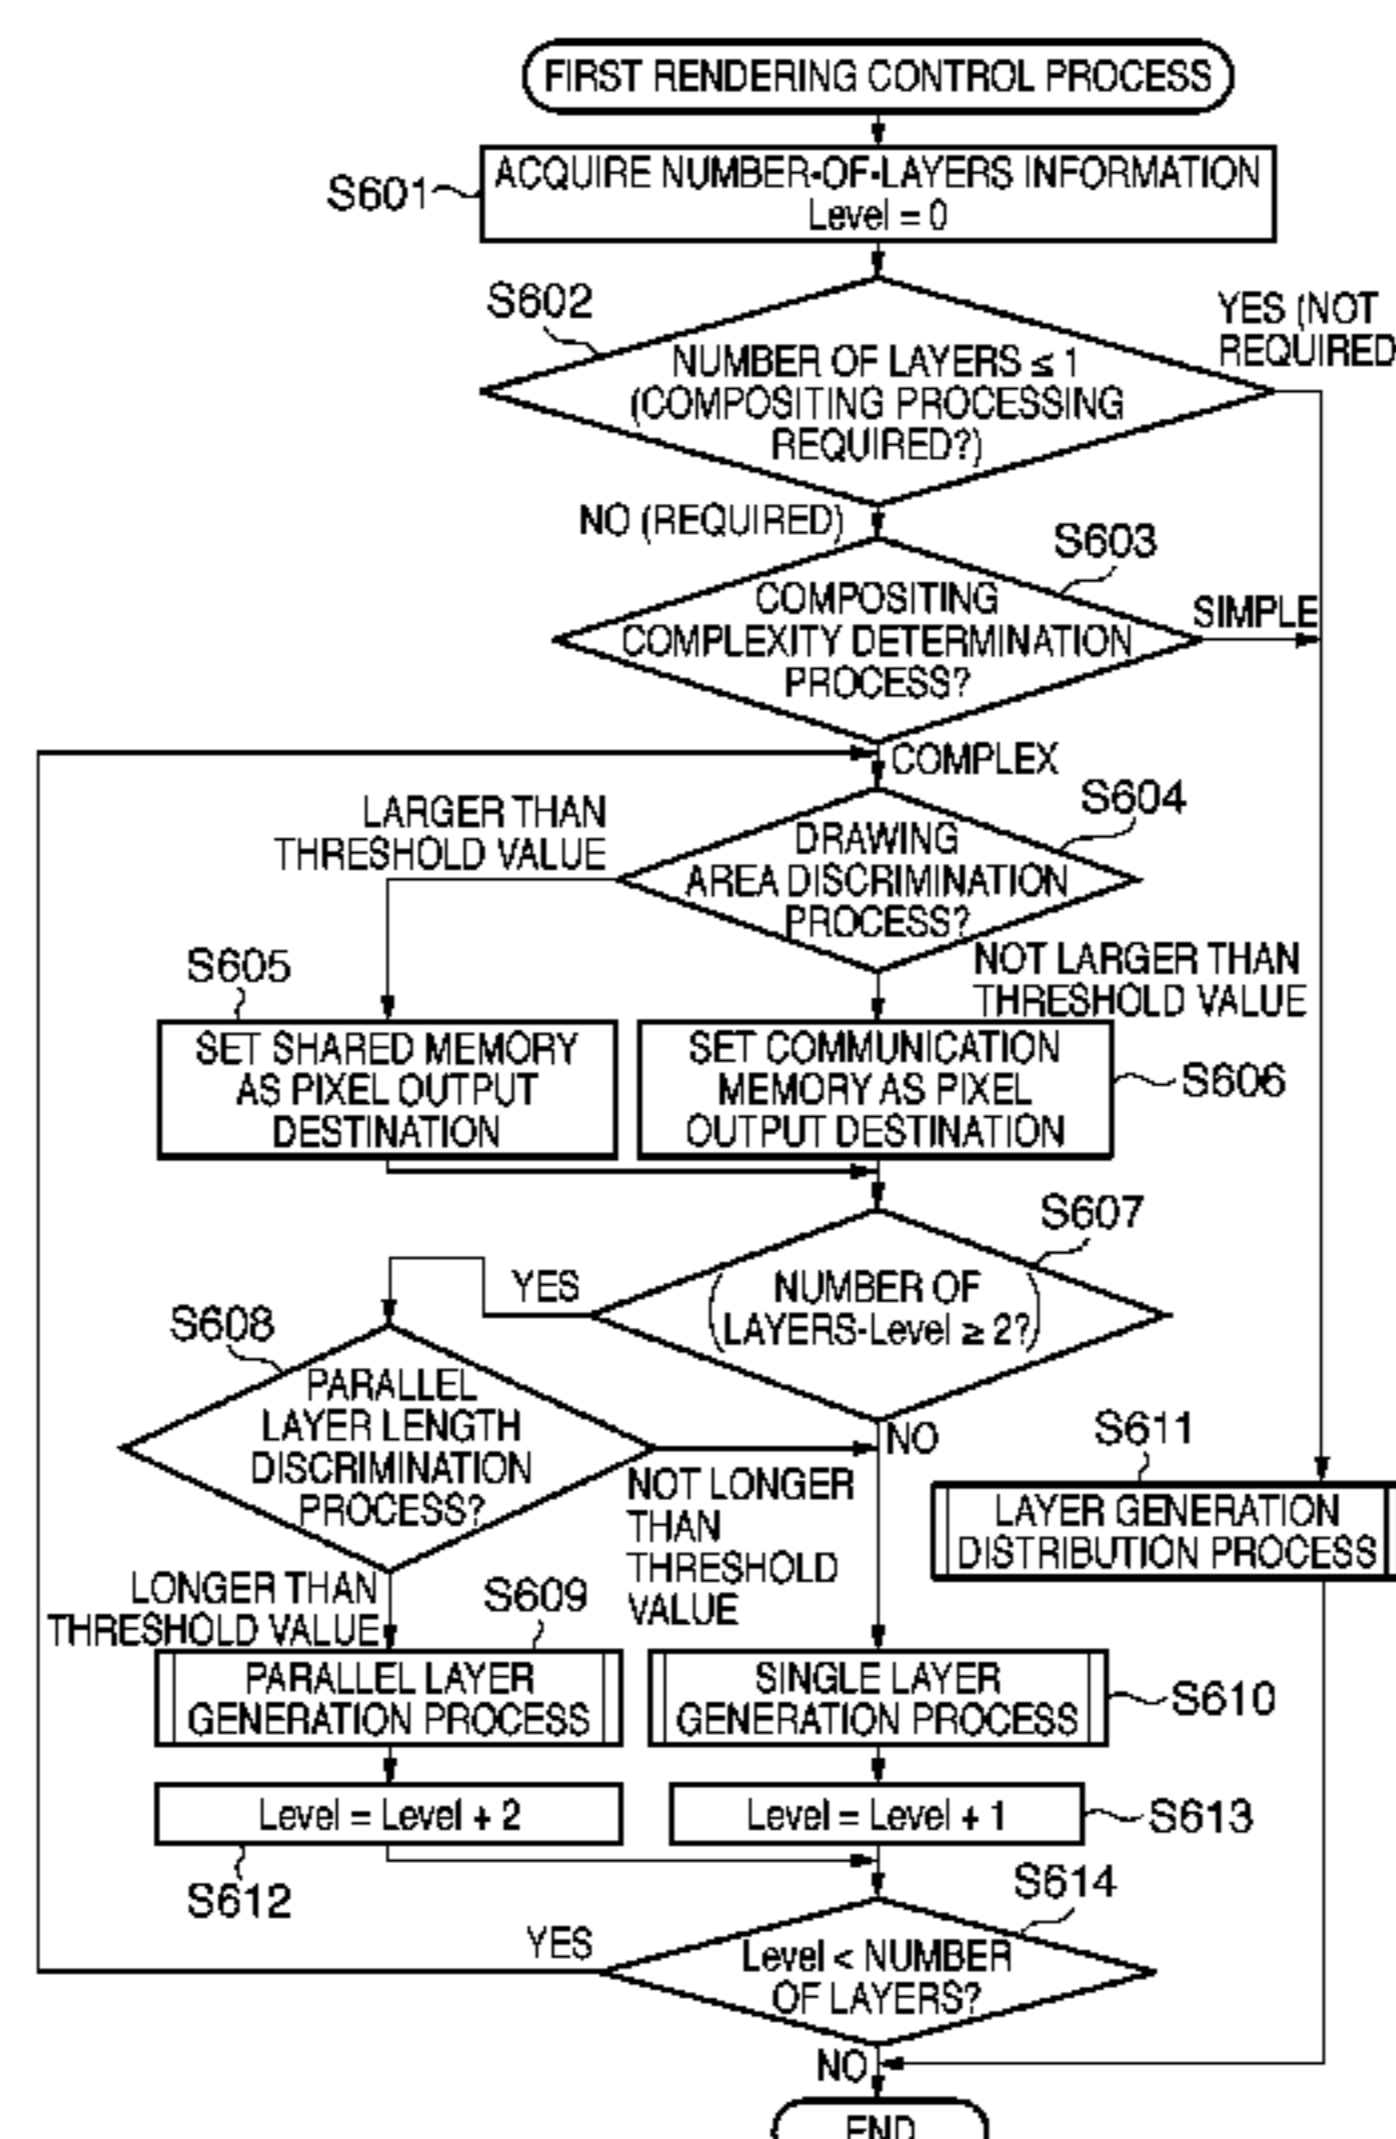 FIRST RENDERING CONTROL PROCESS
S601
ACQUIRE NUMBER-OF-LAYERS INFORMATION
Level = 0
S602
YES (NOT
REQUIRED
NUMBER OF LAYERS ≤ 1
(COMPOSITING PROCESSING
REQUIRED?)
NO (REQUIRED)
S603
COMPOSITING
COMPLEXITY DETERMINATION
PROCESS?
SIMPLE
COMPLEX
S604
LARGER THAN
THRESHOLD VALUE
DRAWING
AREA DISCRIMINATION
PROCESS?
NOT LARGER THAN
THRESHOLD VALUE
S605
SET SHARED MEMORY
AS PIXEL OUTPUT
DESTINATION
SET COMMUNICATION
MEMORY AS PIXEL
OUTPUT DESTINATION
S606
S607
YES
(NUMBER OF
LAYERS-Level ≥ 2?)
NO
S608
PARALLEL
LAYER LENGTH
DISCRIMINATION
PROCESS?
NOT LONGER
THAN
THRESHOLD
VALUE
S611
LAYER GENERATION
DISTRIBUTION PROCESS
LONGER THAN
THRESHOLD VALUE
S609
PARALLEL LAYER
GENERATION PROCESS
SINGLE LAYER
GENERATION PROCESS
S610
Level = Level + 2
S612
Level = Level + 1
S613
S614
YES
Level < NUMBER
OF LAYERS?
NO
END